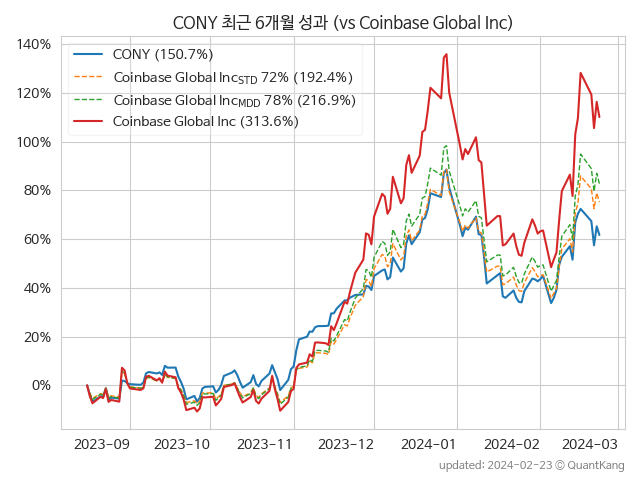 CONY 최근 6개월 성과 (vs Coinbase Global Inc)
140%
120%
100%
80%
60%
40%
20%
0%
CONY (150.7%)
Coinbase Global IncSTD 72% (192.4%)
Coinbase Global IncMDD 78% (216.9%)
Coinbase Global Inc (313.6%)
2023-09 2023-10 2023-11 2023-12 2024-01 2024-02 2024-03
updated: 2024-02-23 @ QuantKang